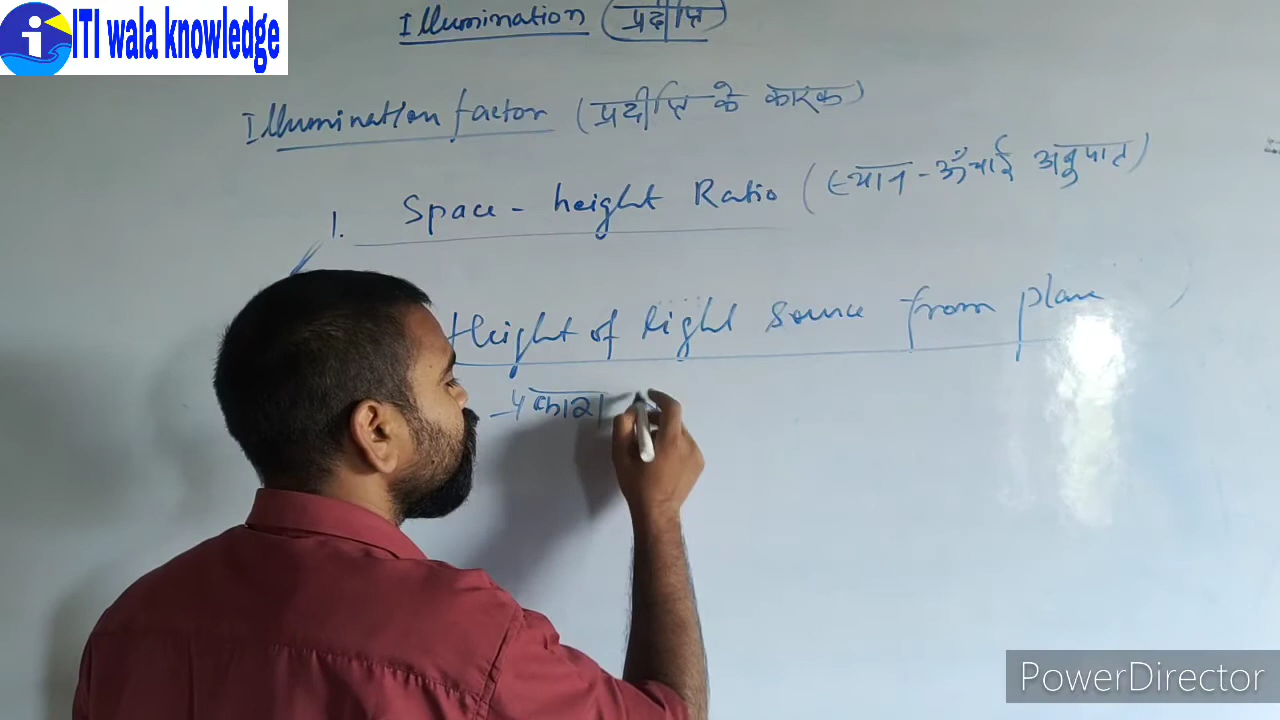 ITI wala knowledge
Illumination (प्रदीप्ति)
Illumination factor (प्रदीप्ति के कारक)
1. Space - height Ratio (स्थान - ऊँचाई अनुपात)
Height of light source from plane
प्रकाश
PowerDirector